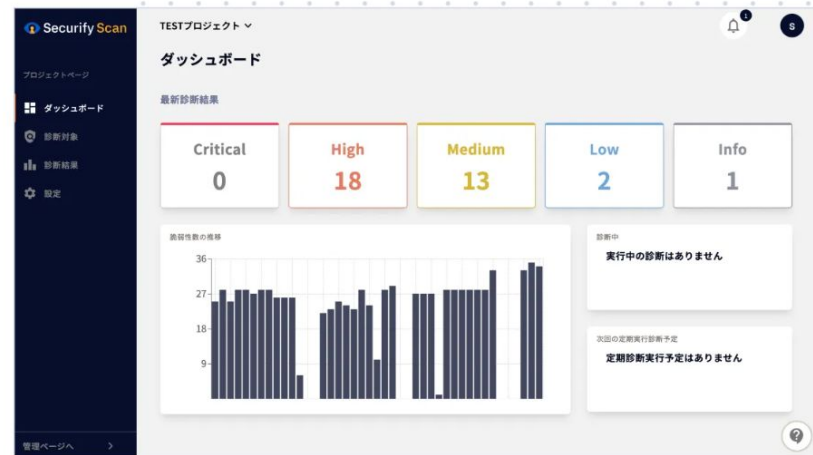 Securify Scan
TESTプロジェクト
1
S
ダッシュボード
プロジェクトページ
ダッシュボード
診断対象
診断結果
設定
管理ページへ
最新診断結果
Critical
0
High
18
Medium
13
Low
2
Info
1
脆弱性数の推移
36
27
18
9
診断中
実行中の診断はありません
次回の定期実行診断予定
定期診断実行予定はありません
?